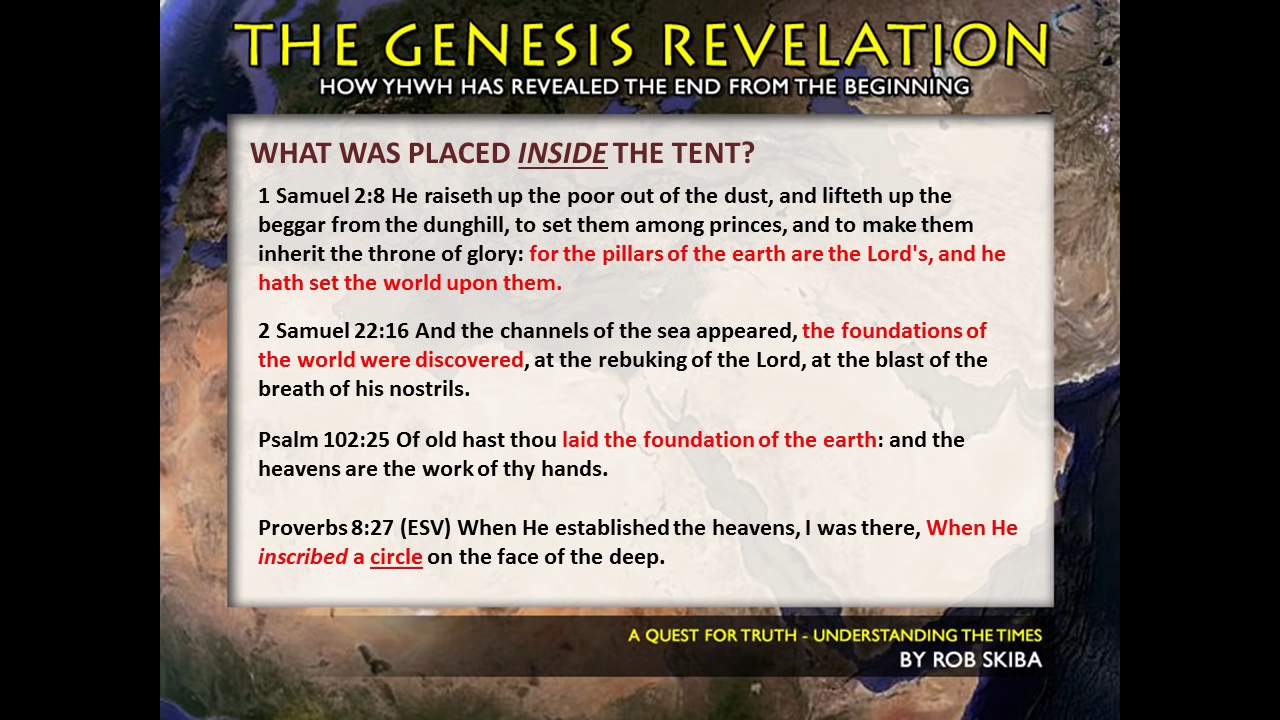 THE GENESIS REVELATION
HOW YHWH HAS REVEALED THE END FROM THE BEGINNING
WHAT WAS PLACED INSIDE THE TENT?
1 Samuel 2:8 He raiseth up the poor out of the dust, and lifteth up the
beggar from the dunghill, to set them among princes, and to make them
inherit the throne of glory: for the pillars of the earth are the Lord's, and he
hath set the world upon them.
2 Samuel 22:16 And the channels of the sea appeared, the foundations of
the world were discovered, at the rebuking of the Lord, at the blast of the
breath of his nostrils.
Psalm 102:25 Of old hast thou laid the foundation of the earth: and the
heavens are the work of thy hands.
Proverbs 8:27 (ESV) When He established the heavens, I was there, When He
inscribed a circle on the face of the deep.
A QUEST FOR TRUTH - UNDERSTANDING THE TIMES
BY ROB SKIBA